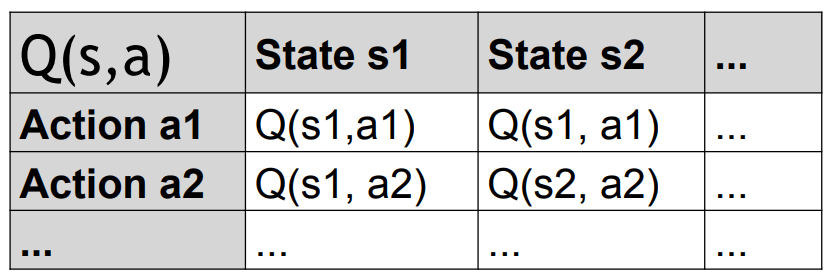 Q(s,a) State s1 State s2 ...
Action a1 Q(s1,a1) Q(s1, a1) ...
Action a2 Q(s1, a2) Q(s2, a2) ...
... ... ... ...